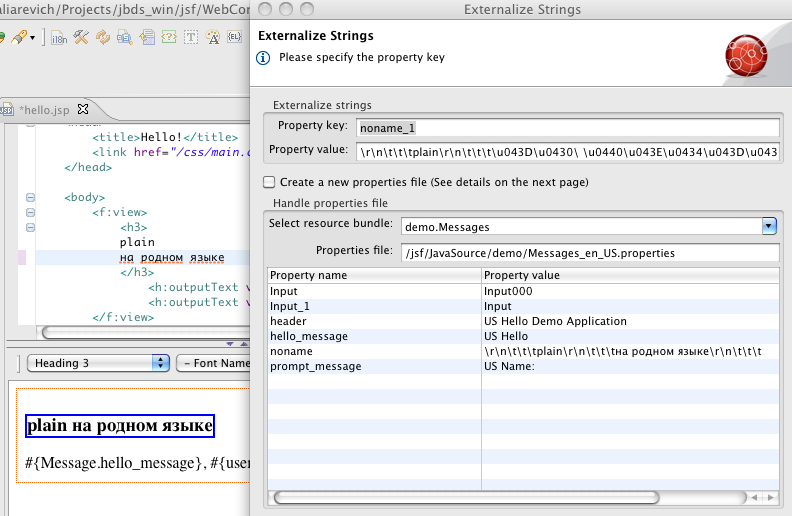 aliarevich/Projects/jbds_win/jsf/WebCor
*hello.jsp
<title>Hello!</title>
<link href="/css/main.c
</head>
<body>
<f:view>
<h3>
plain
на родном языке
</h3>
<h:outputText v
<h:outputText v
</f:view>
Heading 3
- Font Name
plain на родном языке
#{Message.hello_message}, #{user
Externalize Strings
Externalize Strings
Please specify the property key
Externalize strings
Property key: noname_1
Property value: \r\n\t\t\tplain\r\n\t\t\t\u043D\u0430\ \u0440\u043E\u0434\u043D\u043
Create a new properties file (See details on the next page)
Handle properties file
Select resource bundle: demo.Messages
Properties file: /jsf/JavaSource/demo/Messages_en_US.properties
Property name Property value
Input Input000
Input_1 Input
header US Hello Demo Application
hello_message US Hello
noname \r\n\t\t\tplain\r\n\t\t\tна родном языке\r\n\t\t\t
prompt_message US Name: